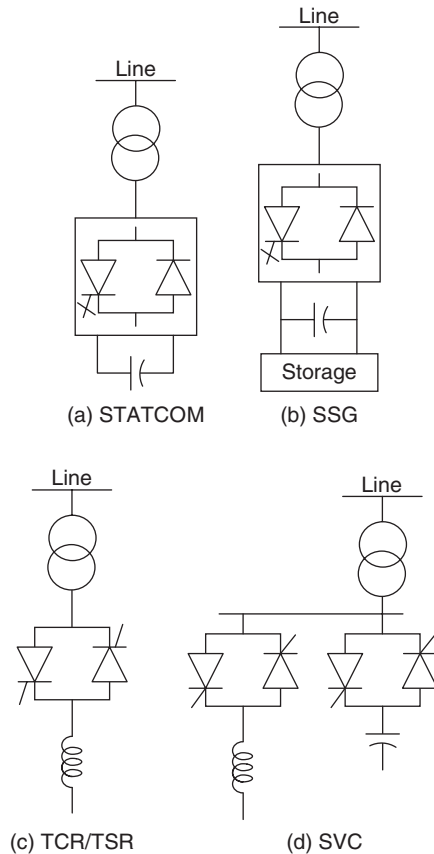 Line
Line
Storage
(a) STATCOM
(b) SSG
Line
Line
(c) TCR/TSR
(d) SVC